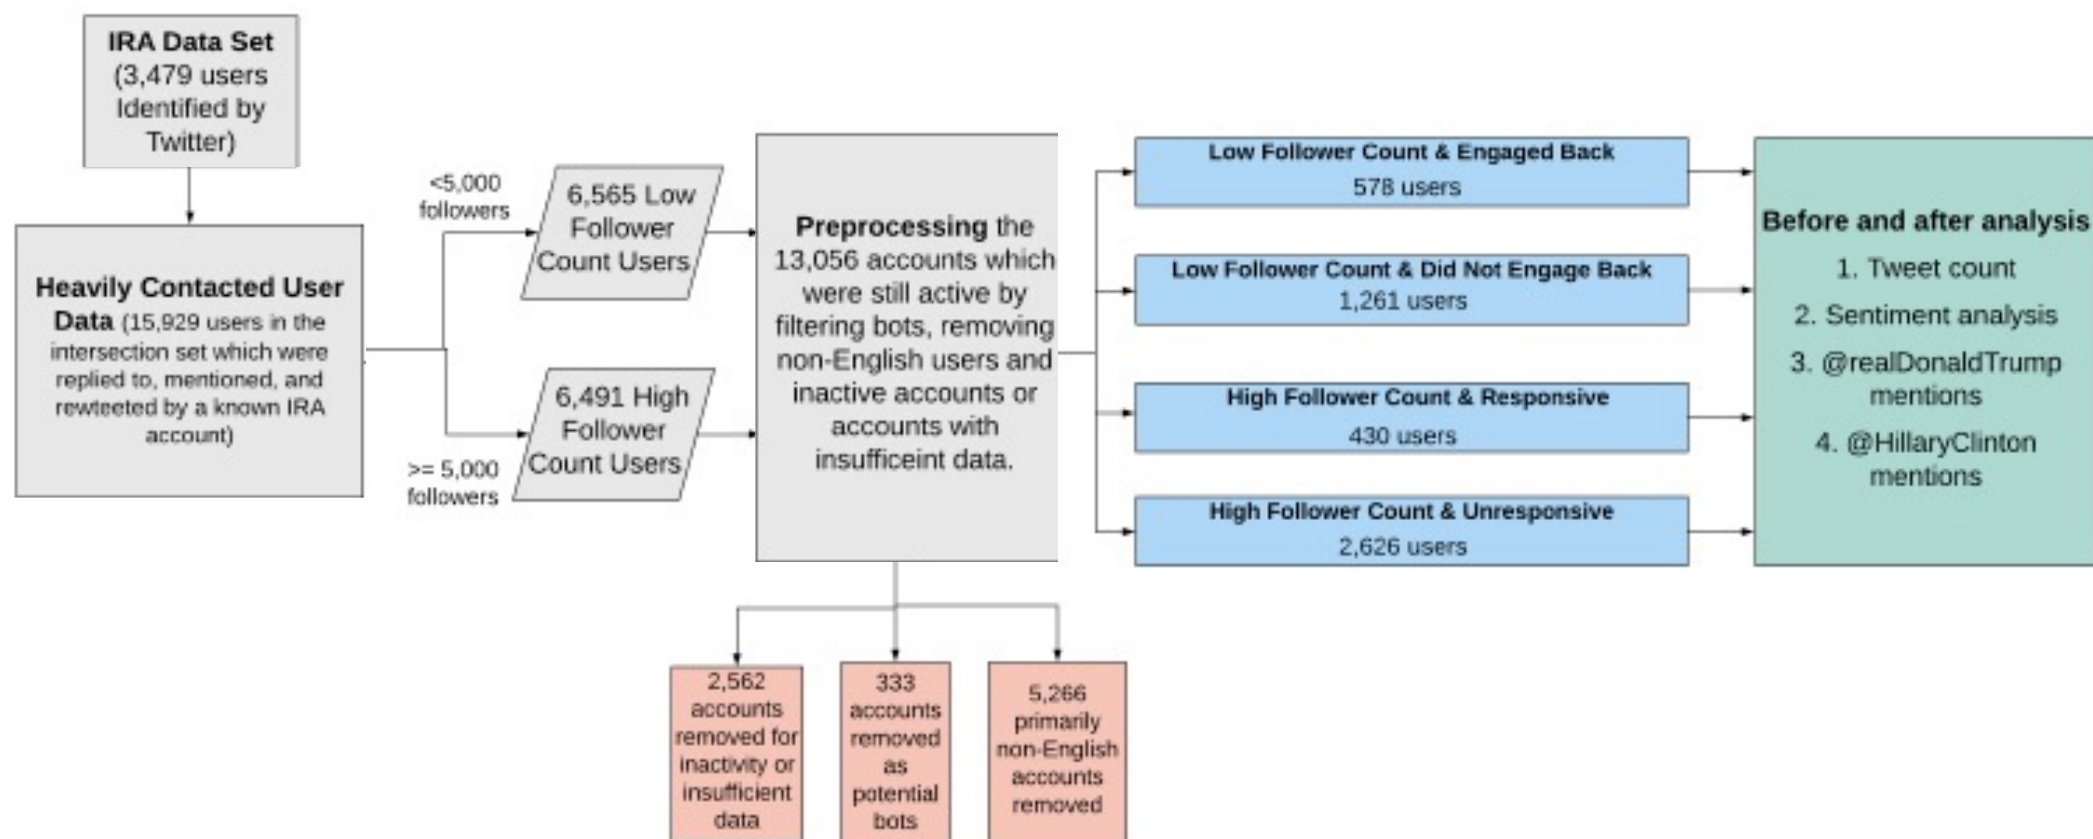 IRA Data Set
(3,479 users
Identified by
Twitter)
Heavily Contacted User
Data (15,929 users in the
intersection set which were
replied to, mentioned, and
rewteeted by a known IRA
account)
<5,000
followers
>= 5,000
followers
6,565 Low
Follower
Count Users
6,491 High
Follower
Count Users
Preprocessing the
13,056 accounts which
were still active by
filtering bots, removing
non-English users and
inactive accounts or
accounts with
insufficeint data.
2,562
accounts
removed for
inactivity or
insufficient
data
333
accounts
removed
as
potential
bots
5,266
primarily
non-English
accounts
removed
Low Follower Count & Engaged Back
578 users
Low Follower Count & Did Not Engage Back
1,261 users
High Follower Count & Responsive
430 users
High Follower Count & Unresponsive
2,626 users
Before and after analysis
1. Tweet count
2. Sentiment analysis
3. @realDonaldTrump
mentions
4. @HillaryClinton
mentions